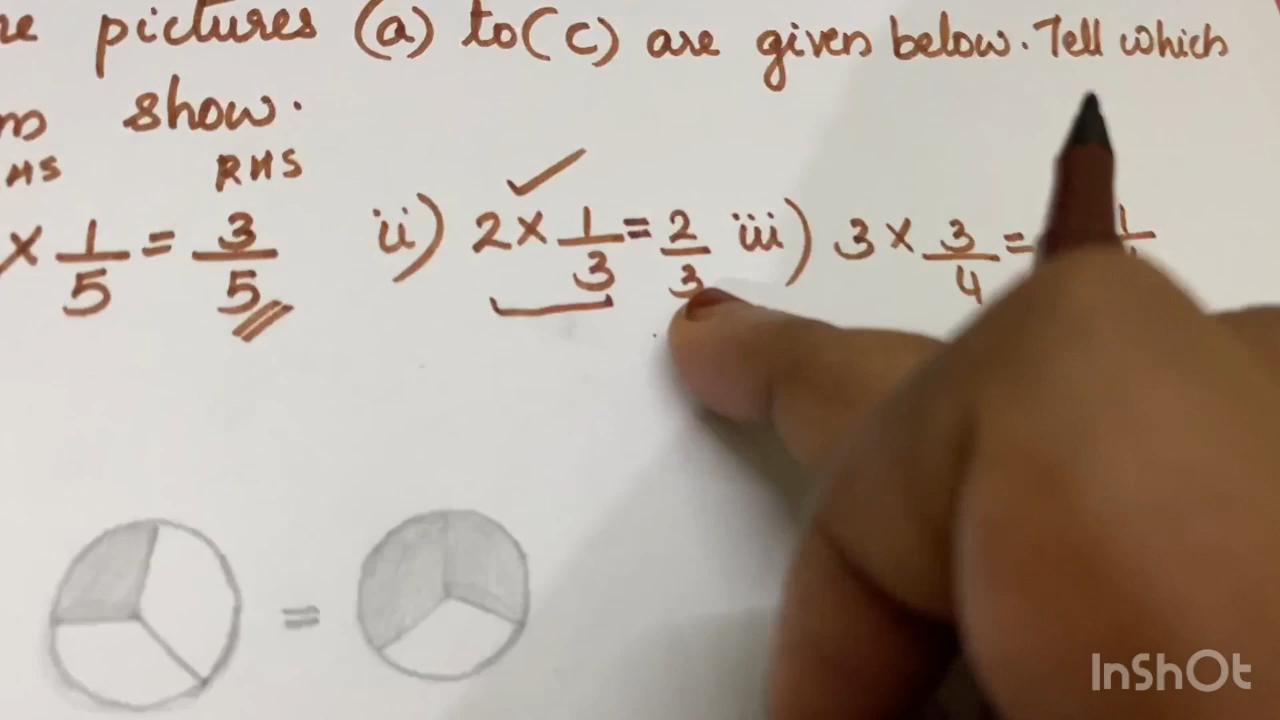 pictures (a) to (c) are given below. Tell which
show.
RHS
× 1/5 = 3/5 ii) 2 × 1/3 = 2/3 iii) 3 × 3/4 =
=
InShOt